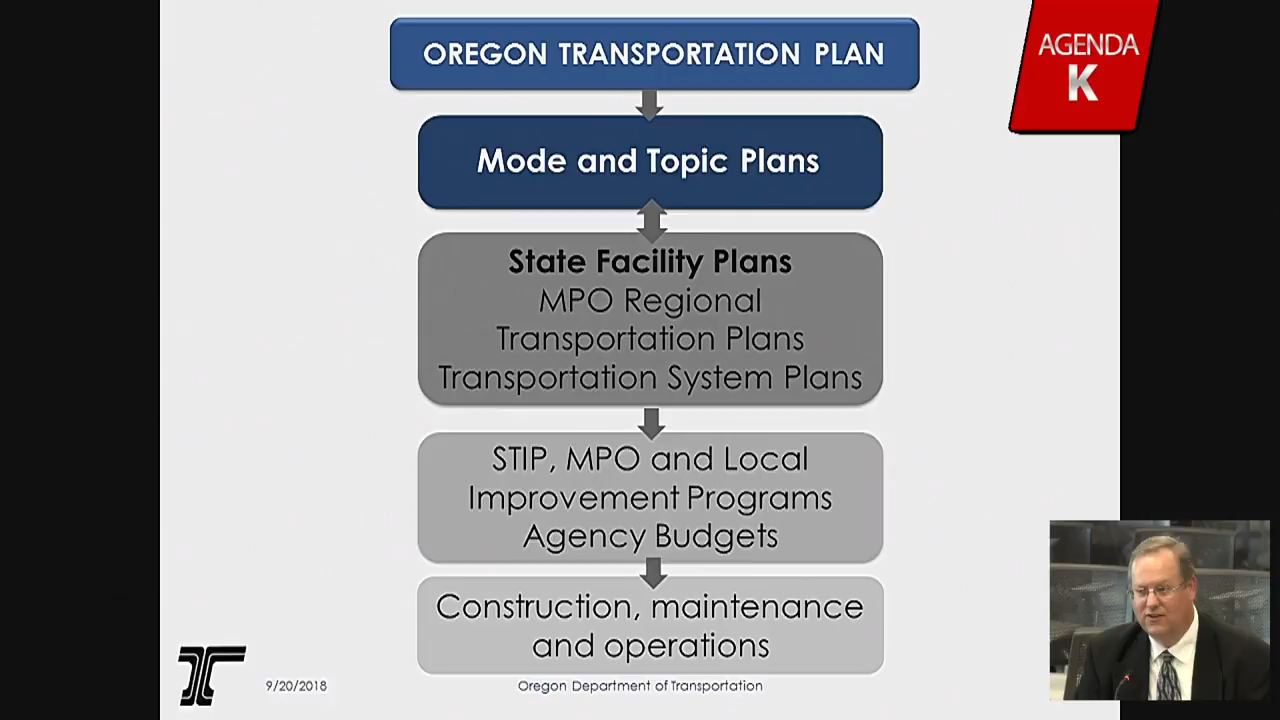 OREGON TRANSPORTATION PLAN
AGENDA
K
Mode and Topic Plans
State Facility Plans
MPO Regional
Transportation Plans
Transportation System Plans
STIP, MPO and Local
Improvement Programs
Agency Budgets
Construction, maintenance
and operations
9/20/2018
Oregon Department of Transportation